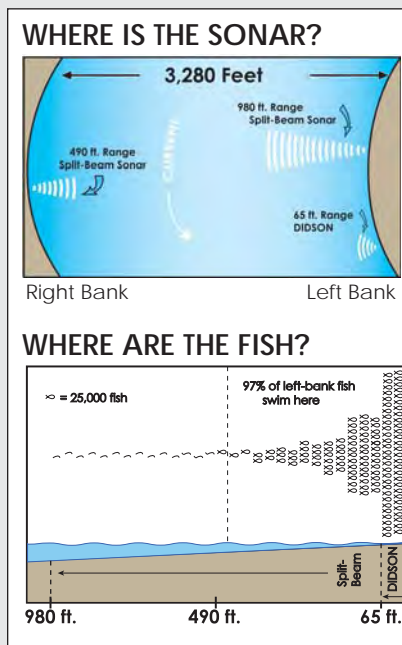 WHERE IS THE SONAR?
3,280 Feet
980 ft. Range
Split-Beam Sonar
490 ft. Range
Split-Beam Sonar
Current
65 ft. Range
DIDSON
Right Bank
Left Bank
WHERE ARE THE FISH?
= 25,000 fish
97% of left-bank fish
swim here
Split-
Beam
DIDSON
980 ft.
490 ft.
65 ft.